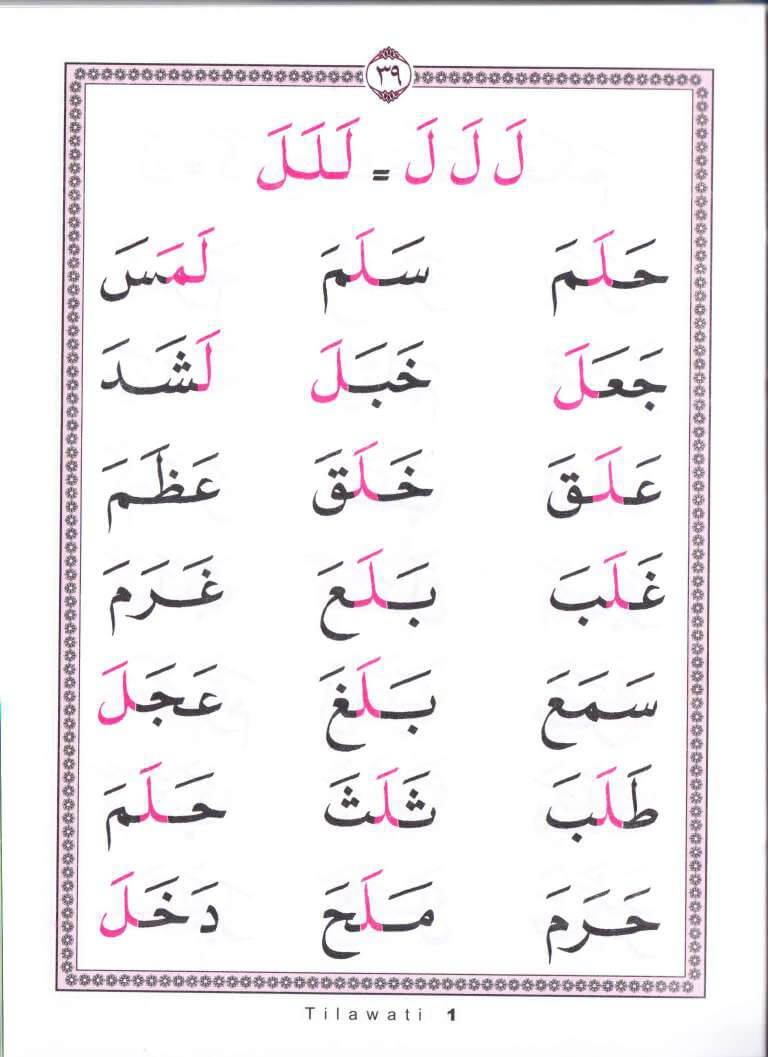 ٣٩
لَ لَ لَ = لَلَلَ
حَلَمَ سَلَمَ لَمَسَ
جَعَلَ خَبَلَ لَشَدَ
عَلَقَ خَلَقَ عَظَمَ
غَلَبَ بَلَعَ غَرَمَ
سَمَعَ بَلَغَ عَجَلَ
طَلَبَ ثَلَثَ حَلَمَ
حَرَمَ مَلَحَ دَخَلَ
Tilawati 1